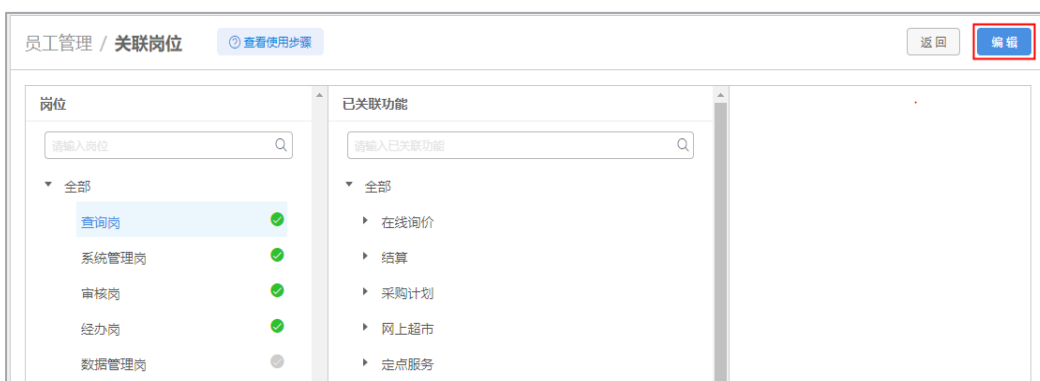 员工管理 / 关联岗位 查看使用步骤 返回 编辑
岗位 已关联功能
请输入岗位 请输入已关联功能
全部 全部
查询岗 在线询价
系统管理岗 结算
审核岗 采购计划
经办岗 网上超市
数据管理岗 定点服务